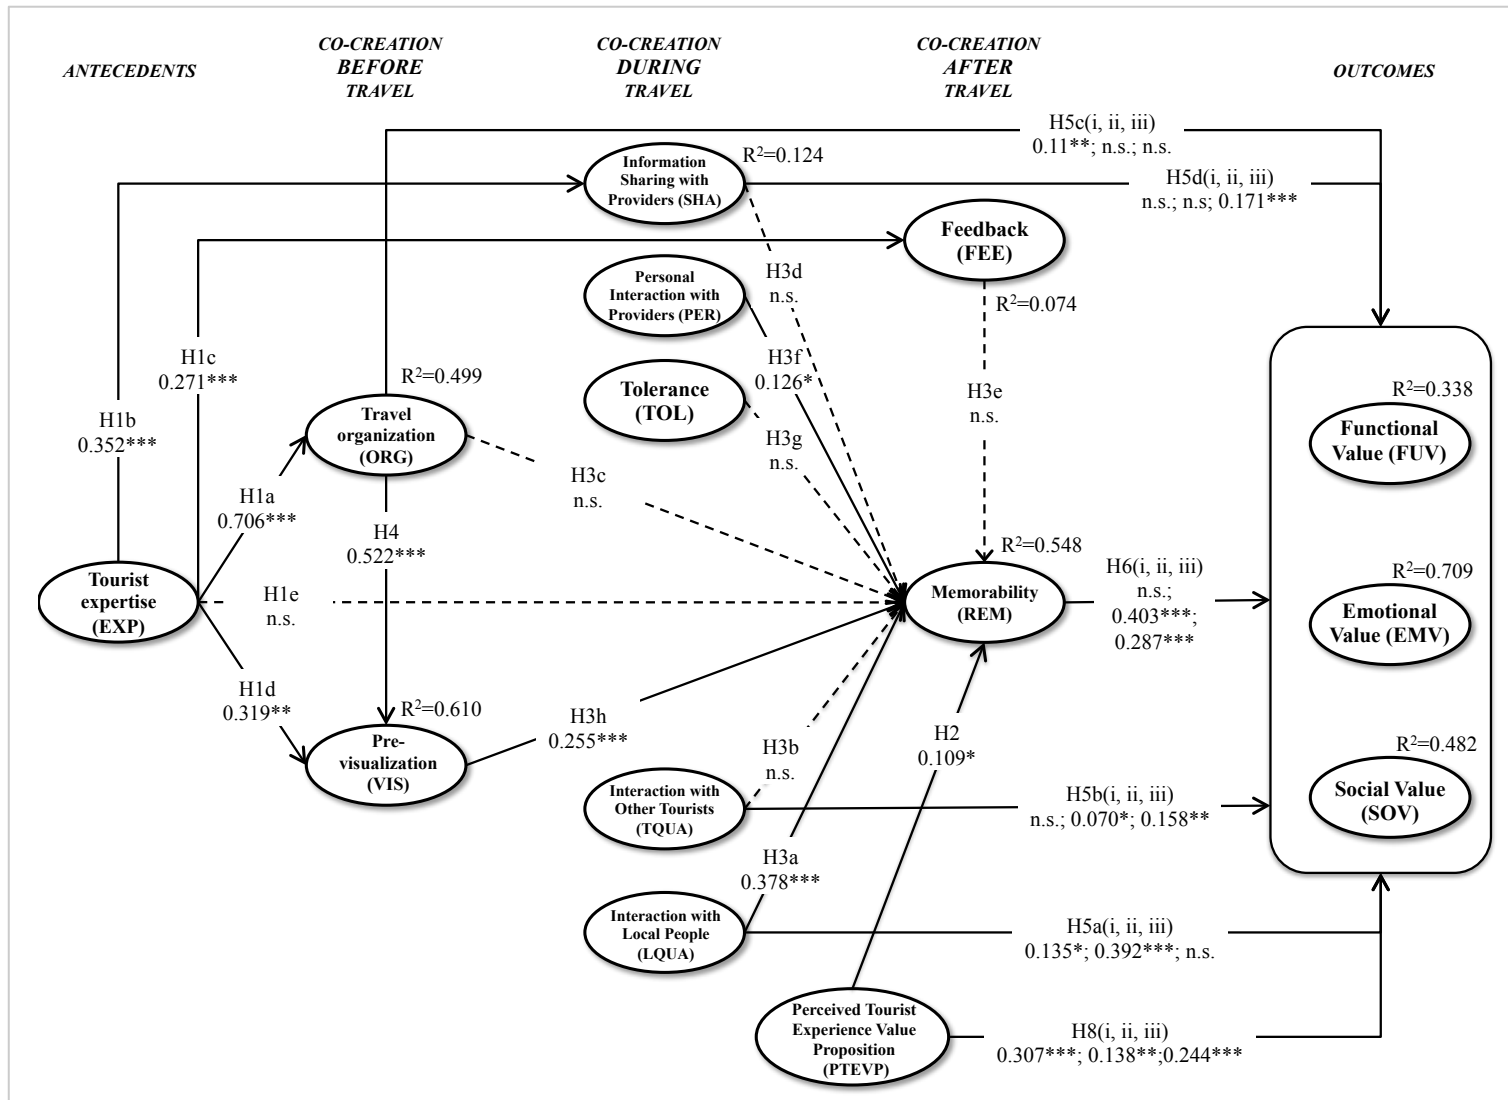 ANTECEDENTS
CO-CREATION
BEFORE
TRAVEL
CO-CREATION
DURING
TRAVEL
CO-CREATION
AFTER
TRAVEL
OUTCOMES
H5c(i, ii, iii)
0.11**; n.s.; n.s.
Information
Sharing with
Providers (SHA)
R²=0.124
H5d(i, ii, iii)
n.s.; n.s; 0.171***
Feedback
(FEE)
R²=0.074
Personal
Interaction with
Providers (PER)
H3d
n.s.
H3f
0.126*
Tolerance
(TOL)
H3g
n.s.
H3e
n.s.
H1c
0.271***
H1b
0.352***
R²=0.499
Travel
organization
(ORG)
H3c
n.s.
H1a
0.706***
H4
0.522***
R²=0.338
Functional
Value (FUV)
Tourist
expertise
(EXP)
H1e
n.s.
R²=0.548
Memorability
(REM)
H6(i, ii, iii)
n.s.;
0.403***;
0.287***
R²=0.709
Emotional
Value (EMV)
H1d
0.319**
R²=0.610
Pre-
visualization
(VIS)
H3h
0.255***
H3b
n.s.
H2
0.109*
R²=0.482
Social Value
(SOV)
Interaction with
Other Tourists
(TQUA)
H5b(i, ii, iii)
n.s.; 0.070*; 0.158**
H3a
0.378***
Interaction with
Local People
(LQUA)
H5a(i, ii, iii)
0.135*; 0.392***; n.s.
Perceived Tourist
Experience Value
Proposition
(PTEVP)
H8(i, ii, iii)
0.307***; 0.138**;0.244***